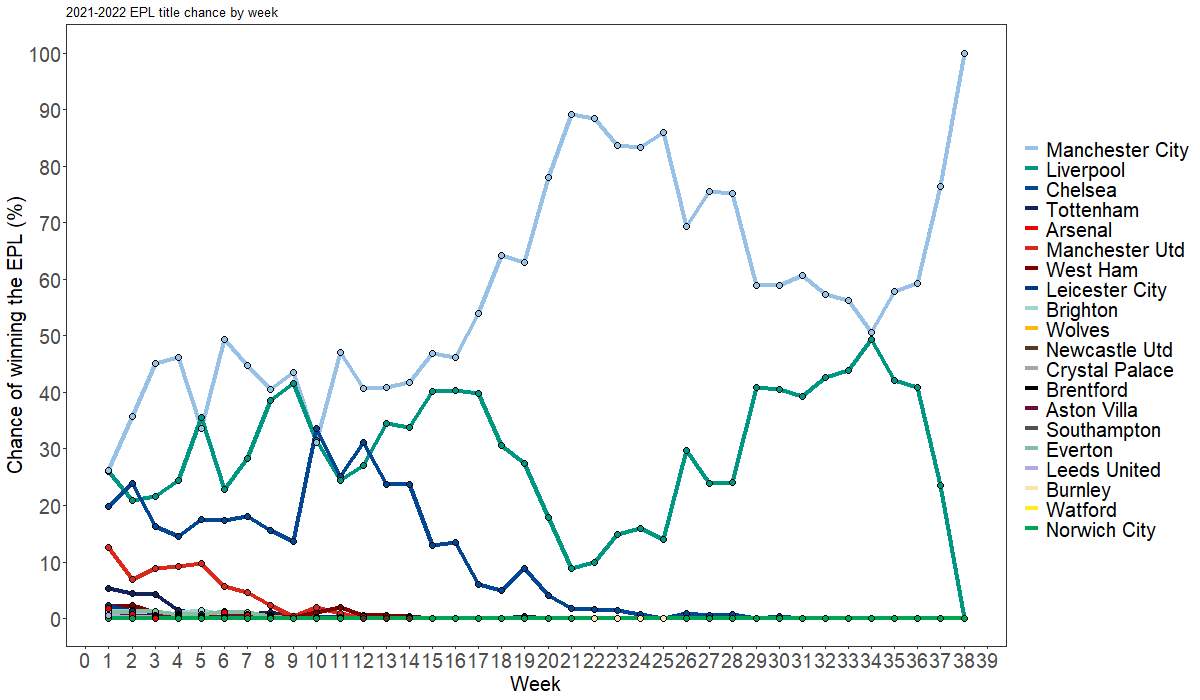 2021-2022 EPL title chance by week
Chance of winning the EPL (%)
100
90
80
70
60
50
40
30
20
10
0
0 1 2 3 4 5 6 7 8 9 10 11 12 13 14 15 16 17 18 19 20 21 22 23 24 25 26 27 28 29 30 31 32 33 34 35 36 37 38 39
Week
Manchester City
Liverpool
Chelsea
Tottenham
Arsenal
Manchester Utd
West Ham
Leicester City
Brighton
Wolves
Newcastle Utd
Crystal Palace
Brentford
Aston Villa
Southampton
Everton
Leeds United
Burnley
Watford
Norwich City